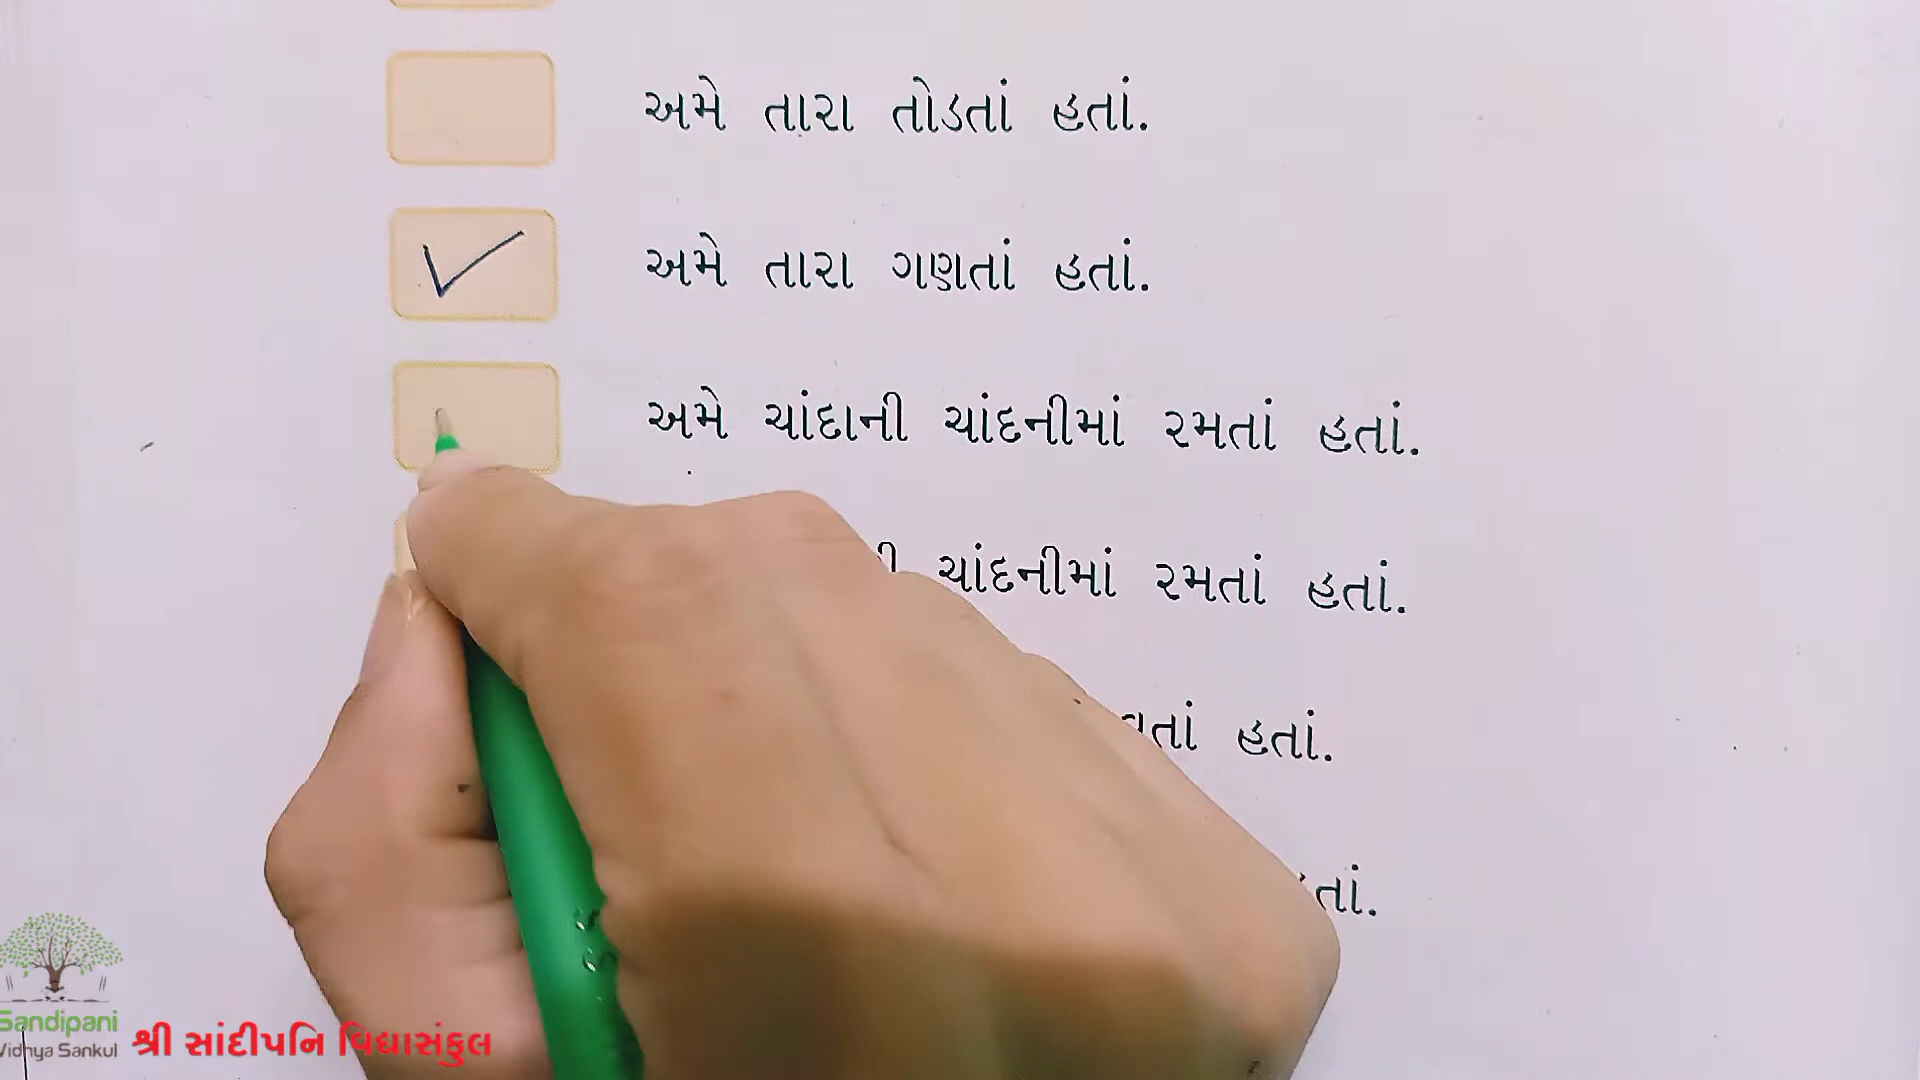 અમે તારા તોડતાં હતાં.
અમે તારા ગણતાં હતાં.
અમે ચાંદાની ચાંદનીમાં રમતાં હતાં.
ચાંદનીમાં રમતાં હતાં.
હતાં.
Sandipani
Vidhya Sankul
શ્રી સાંદીપનિ વિદ્યાસંકુલ